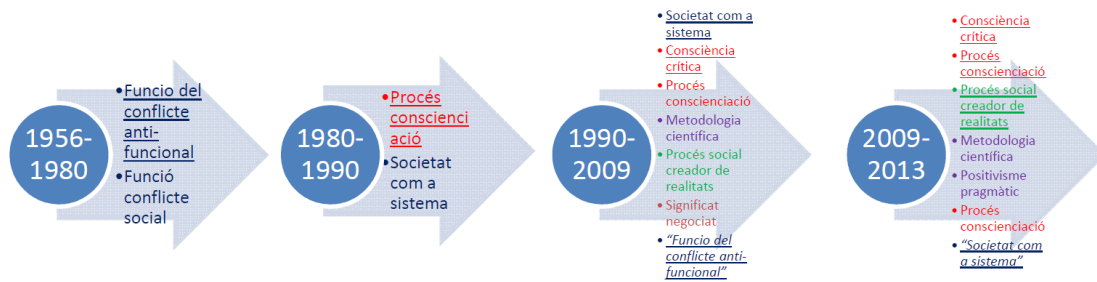 1956-
1980
•Funcio del
conflicte
anti-
funcional
•Funció
conflicte
social
1980-
1990
•Procés
conscienci
ació
•Societat
com a
sistema
1990-
2009
•Societat com a
sistema
•Consciència
crítica
•Procés
conscienciació
•Metodologia
científica
•Procés social
creador de
realitats
•Significat
negociat
•“Funcio del
conflicte anti-
funcional”
2009-
2013
•Consciència
crítica
•Procés
conscienciació
•Procés social
creador de
realitats
•Metodologia
científica
•Positivisme
pragmàtic
•Procés
conscienciació
•“Societat com
a sistema”